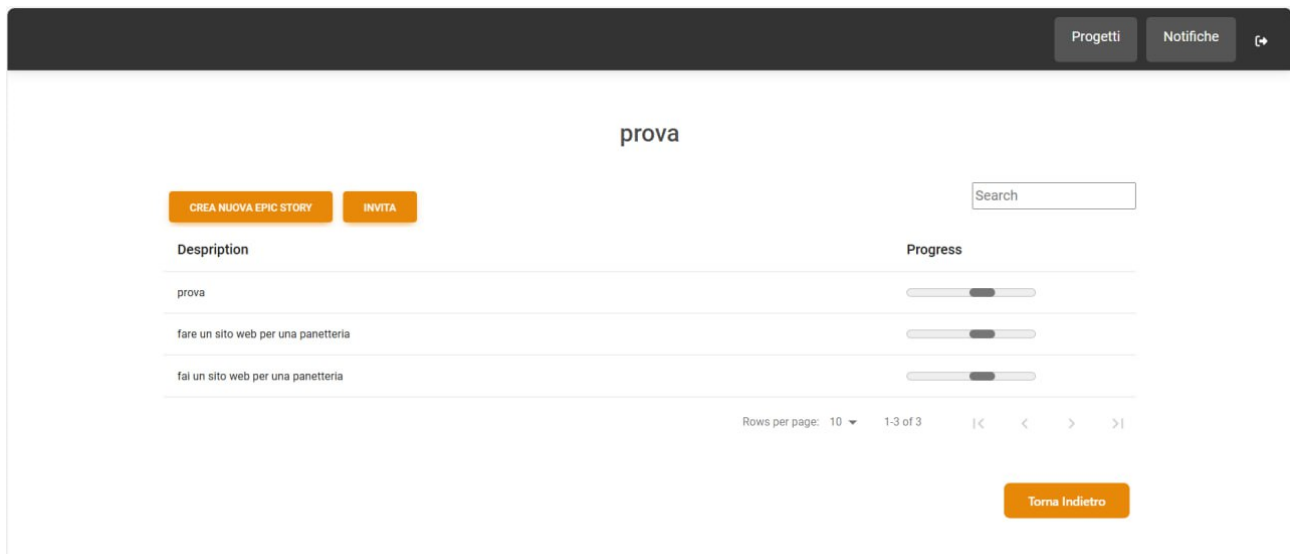 Progetti Notifiche
prova
Search
CREA NUOVA EPIC STORY INVITA
Despription Progress
prova
fare un sito web per una panetteria
fai un sito web per una panetteria
Rows per page: 10 1-3 of 3
Torna Indietro